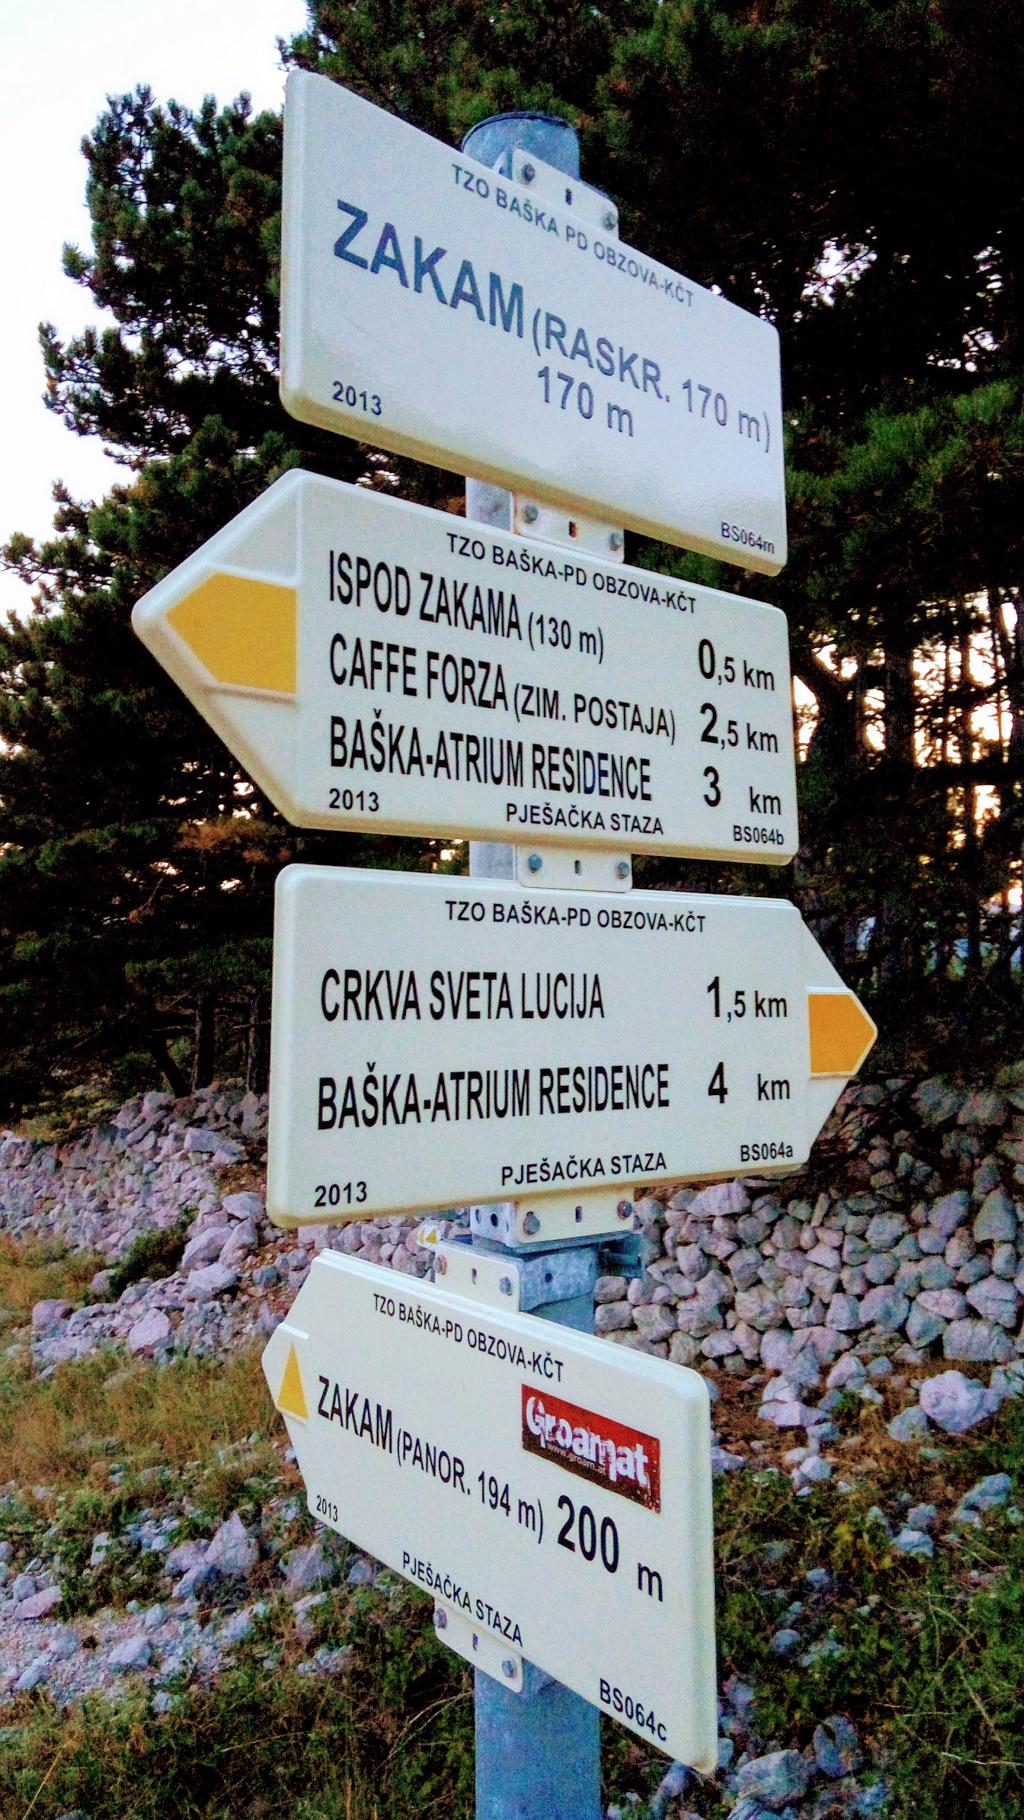 TZO BAŠKA PD OBZOVA-KČT
ZAKAM (RASKR. 170 m)
170 m
2013
BS064m
TZO BAŠKA-PD OBZOVA-KČT
ISPOD ZAKAMA (130 m) 0,5 km
CAFFE FORZA (ZIM. POSTAJA) 2,5 km
BAŠKA-ATRIUM RESIDENCE 3 km
2013 PJEŠAČKA STAZA BS064b
TZO BAŠKA-PD OBZOVA-KČT
CRKVA SVETA LUCIJA 1,5 km
BAŠKA-ATRIUM RESIDENCE 4 km
2013 PJEŠAČKA STAZA BS064a
TZO BAŠKA-PD OBZOVA-KČT
Groamat
ZAKAM (PANOR. 194 m) 200 m
2013
PJEŠAČKA STAZA
BS064c